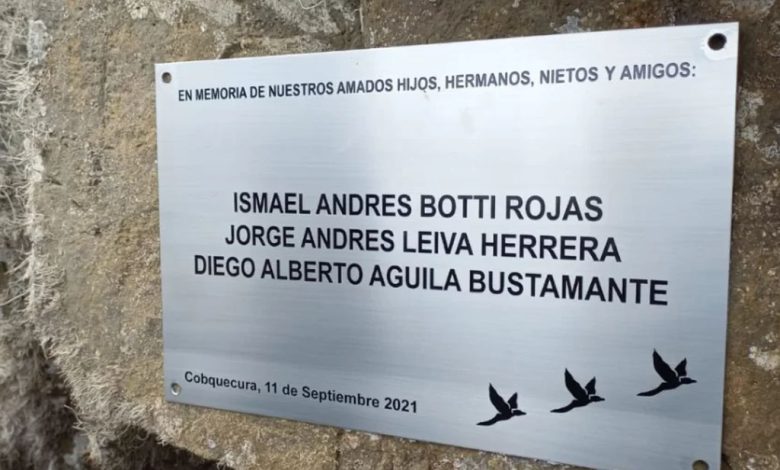 EN MEMORIA DE NUESTROS AMADOS HIJOS, HERMANOS, NIETOS Y AMIGOS:
ISMAEL ANDRES BOTTI ROJAS
JORGE ANDRES LEIVA HERRERA
DIEGO ALBERTO AGUILA BUSTAMANTE
Cobquecura, 11 de Septiembre 2021